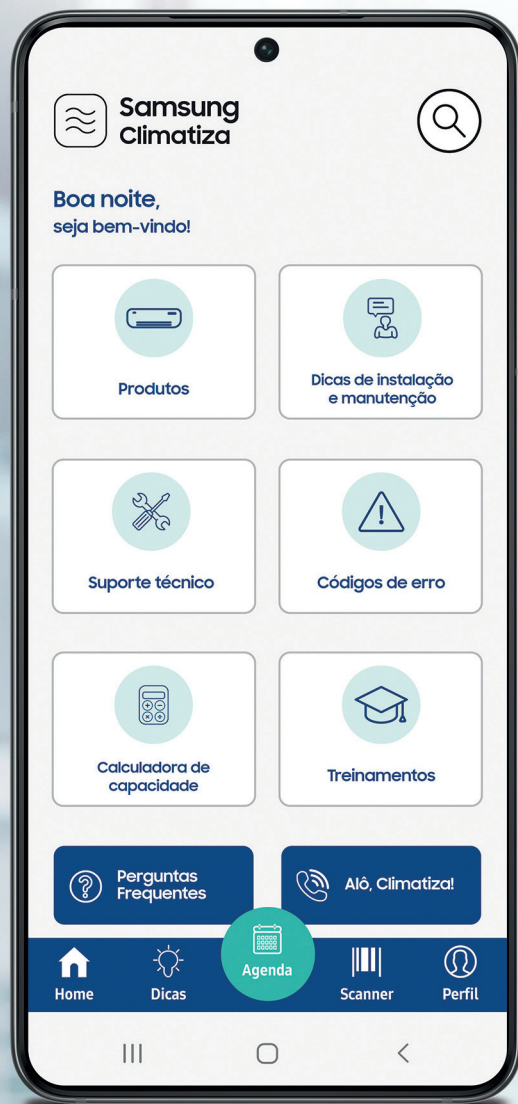 Samsung
Climatiza
Boa noite,
seja bem-vindo!
Produtos
Dicas de instalação
e manutenção
Suporte técnico
Códigos de erro
Calculadora de
capacidade
Treinamentos
Perguntas
Frequentes
Alô, Climatiza!
Home
Dicas
Agenda
Scanner
Perfil